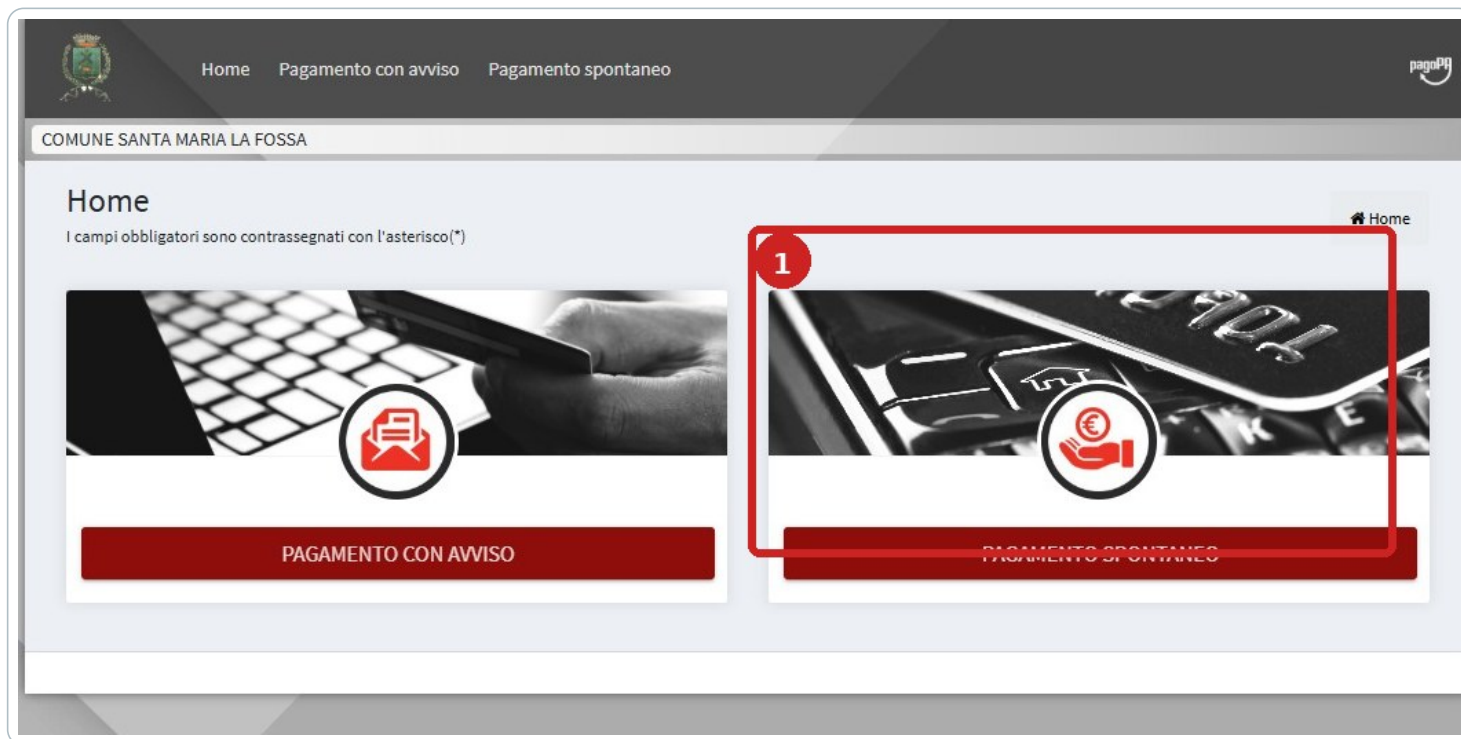 Home Pagamento con avviso Pagamento spontaneo
pagoPA
COMUNE SANTA MARIA LA FOSSA
Home
Home
I campi obbligatori sono contrassegnati con l'asterisco(*)
1
PAGAMENTO CON AVVISO
PAGAMENTO SPONTANEO